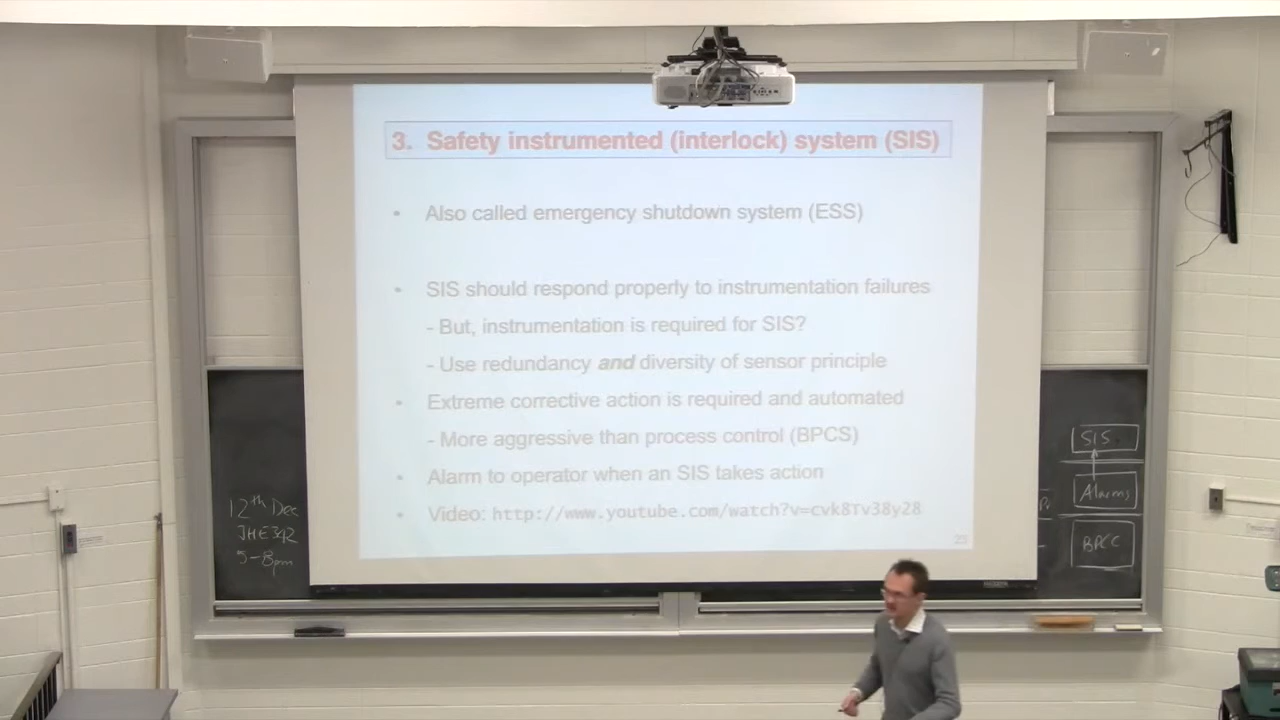 3. Safety instrumented (interlock) system (SIS)
• Also called emergency shutdown system (ESS)
• SIS should respond properly to instrumentation failures
- But, instrumentation is required for SIS?
- Use redundancy and diversity of sensor principle
• Extreme corrective action is required and automated
- More aggressive than process control (BPCS)
• Alarm to operator when an SIS takes action
• Video: http://www.youtube.com/watch?v=cvk8Tv38y28
23
12th Dec
JHE342
5-8pm
SIS
Alarms
BPCC